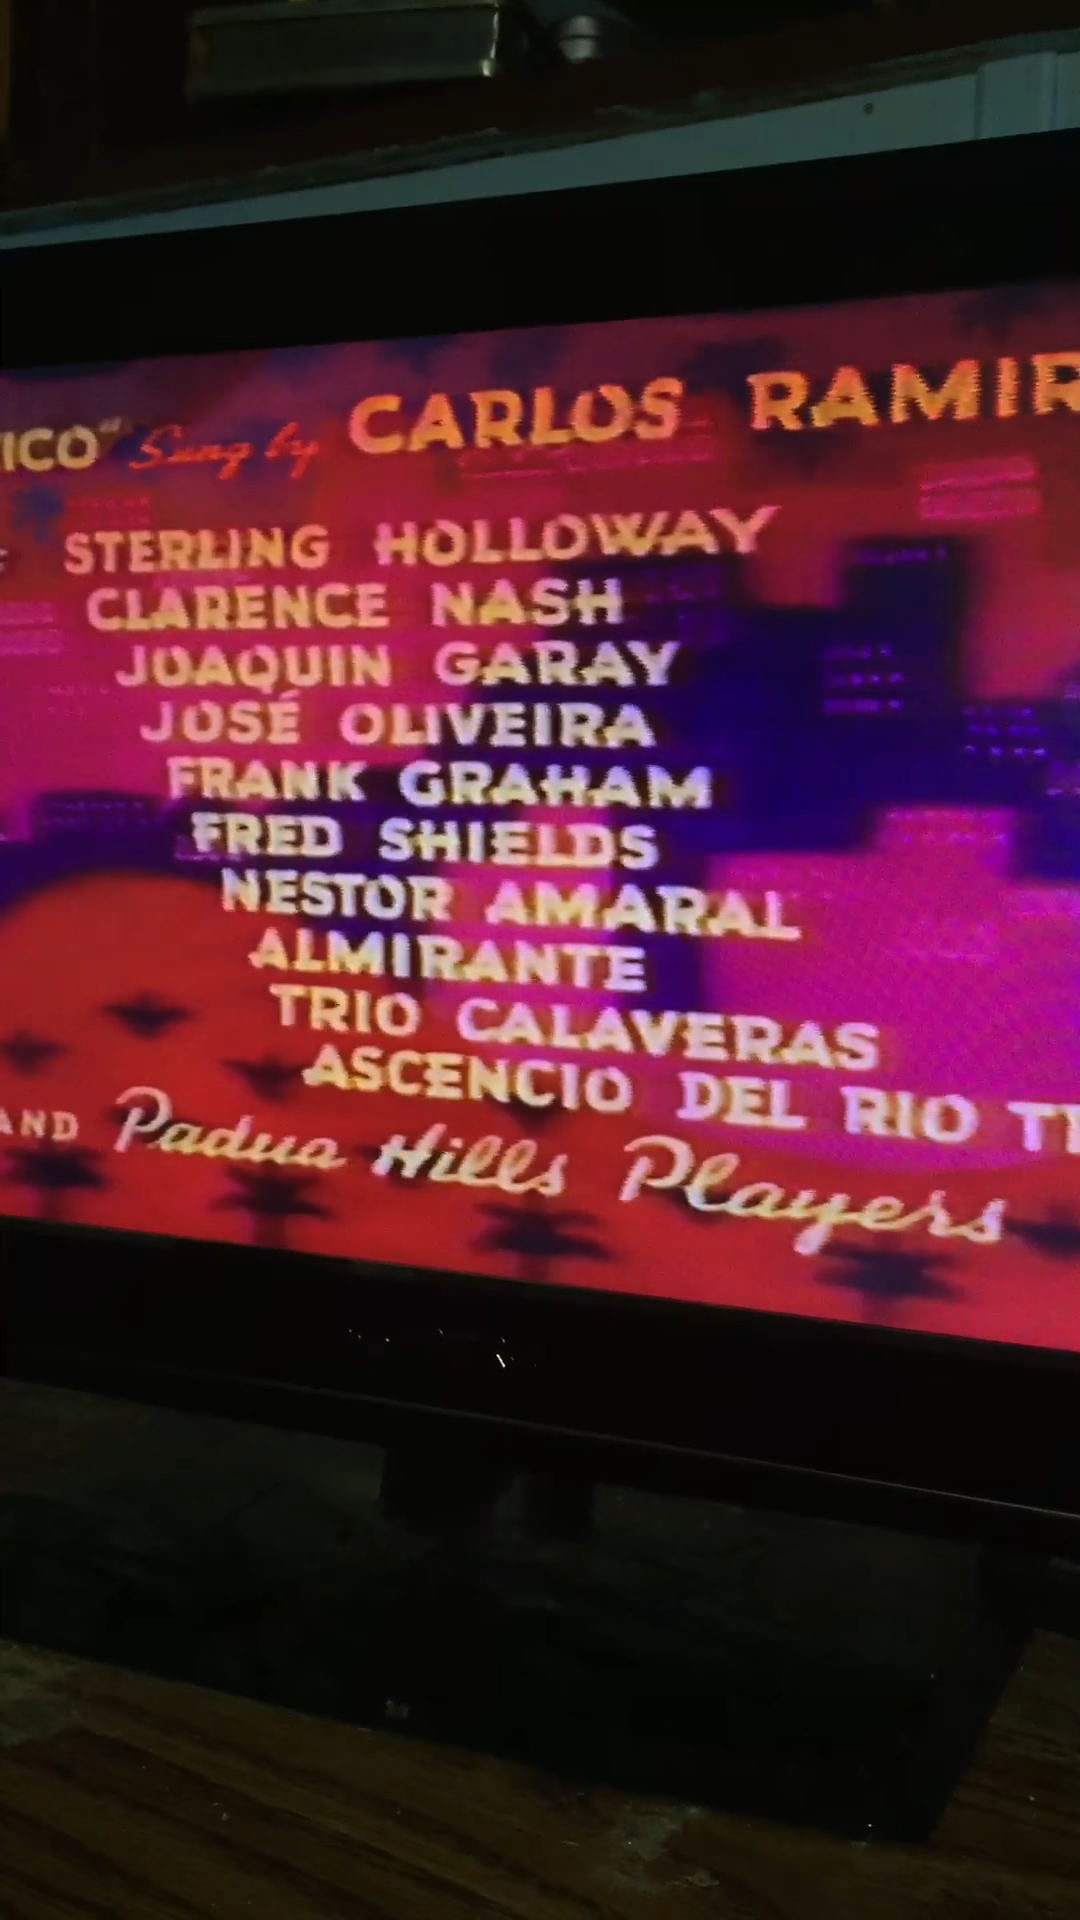 ICO" Sung by CARLOS RAMIR
STERLING HOLLOWAY
CLARENCE NASH
JOAQUIN GARAY
JOSÉ OLIVEIRA
FRANK GRAHAM
FRED SHIELDS
NESTOR AMARAL
ALMIRANTE
TRIO CALAVERAS
ASCENCIO DEL RIO TR
AND Padua Hills Players